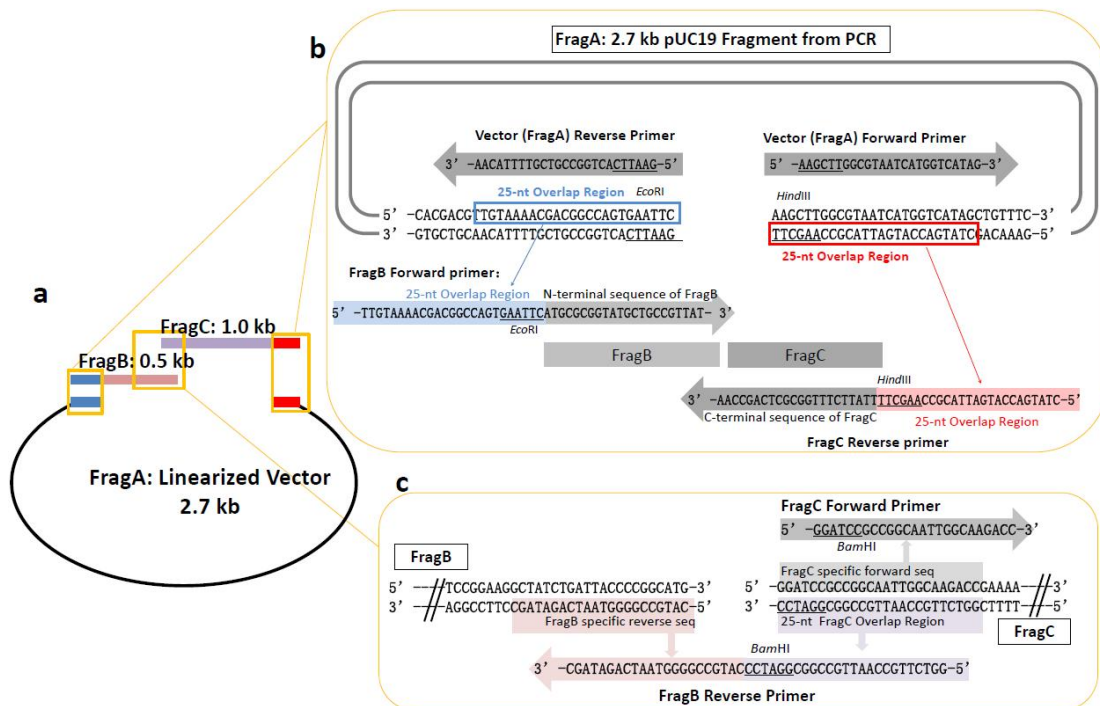 a
FragC: 1.0 kb
FragB: 0.5 kb
FragA: Linearized Vector
2.7 kb
b
FragA: 2.7 kb pUC19 Fragment from PCR
Vector (FragA) Reverse Primer
Vector (FragA) Forward Primer
3' -AACATTTTGCTGCCGGTCACTTAAG-5'
5' -AAGCTTGGCGTAATCATGGTCATAG-3'
25-nt Overlap Region
EcoRI
HindIII
5' -CACGACGTTGTAAAACGACGGCCAGTGAATTC
AAGCTTGGCGTAATCATGGTCATAGCTGTTTC-3'
3' -GTGCTGCAACATTTTGCTGCCGGTCACTTAAG
TTCGAACCGCATTAGTACCAGTATCGACAAAG-5'
25-nt Overlap Region
FragB Forward primer:
25-nt Overlap Region
N-terminal sequence of FragB
5' -TTGTAAAACGACGGCCAGTGAATTCATGCGCGGTATGCTGCCGTTAT- 3'
EcoRI
FragB
FragC
HindIII
3' -AACCGACTCGCGGTTTCTTATTTTCGAACCGCATTAGTACCAGTATC-5'
C-terminal sequence of FragC
25-nt Overlap Region
FragC Reverse primer
c
FragC Forward Primer
5' -GGATCCGCCGGCAATTGGCAAGACC-3'
BamHI
FragB
FragC specific forward seq
5' -TCCGGAAGGCTATCTGATTACCCCGGCATG-3'
5' -GGATCCGCCGGCAATTGGCAAGACCGAAAA -3'
3' -AGGCCTTCCGATAGACTAATGGGGCCGTAC-5'
3' -CCTAGGCGGCCGTTAACCGTTCTGGCTTTT -5'
FragB specific reverse seq
25-nt FragC Overlap Region
FragC
BamHI
3' -CGATAGACTAATGGGGCCGTACCCTAGGCGGCCGTTAACCGTTCTGG-5'
FragB Reverse Primer